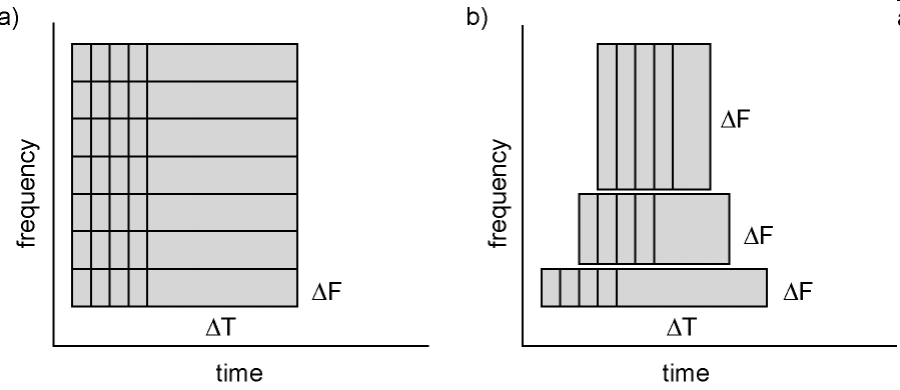 a)
frequency
ΔF
ΔT
time
b)
frequency
ΔF
ΔF
ΔF
ΔT
time